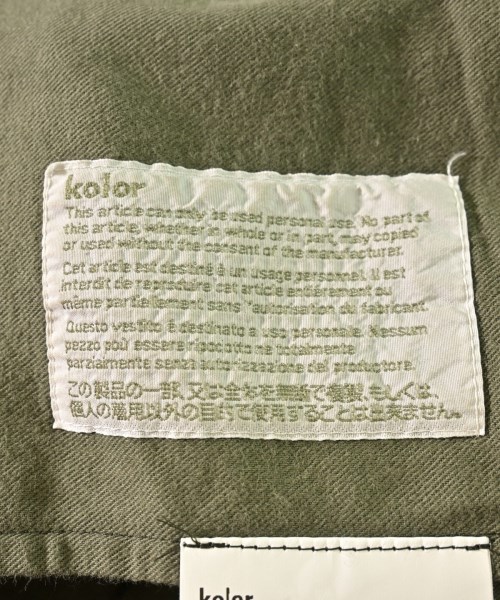 kolor
This article can only be used personal use. No part of
this article, whether in whole or in part, may copied
or used without the consent of the manufacturer.
Cet article est destiné à un usage personnel. Il est
interdit de reproduire cet article entièrement ou
même partiellement sans "autorisation du fabricant.
Questo vestito è destinato a uso personale. Nessum
pezzo può essere riprodotto ne totalmente
parzialmente senza autorizzazione del productore.
この製品の一部、又は全体を無断で複製、もしくは、
個人の着用以外の目的で使用することは出来ません。
kolor